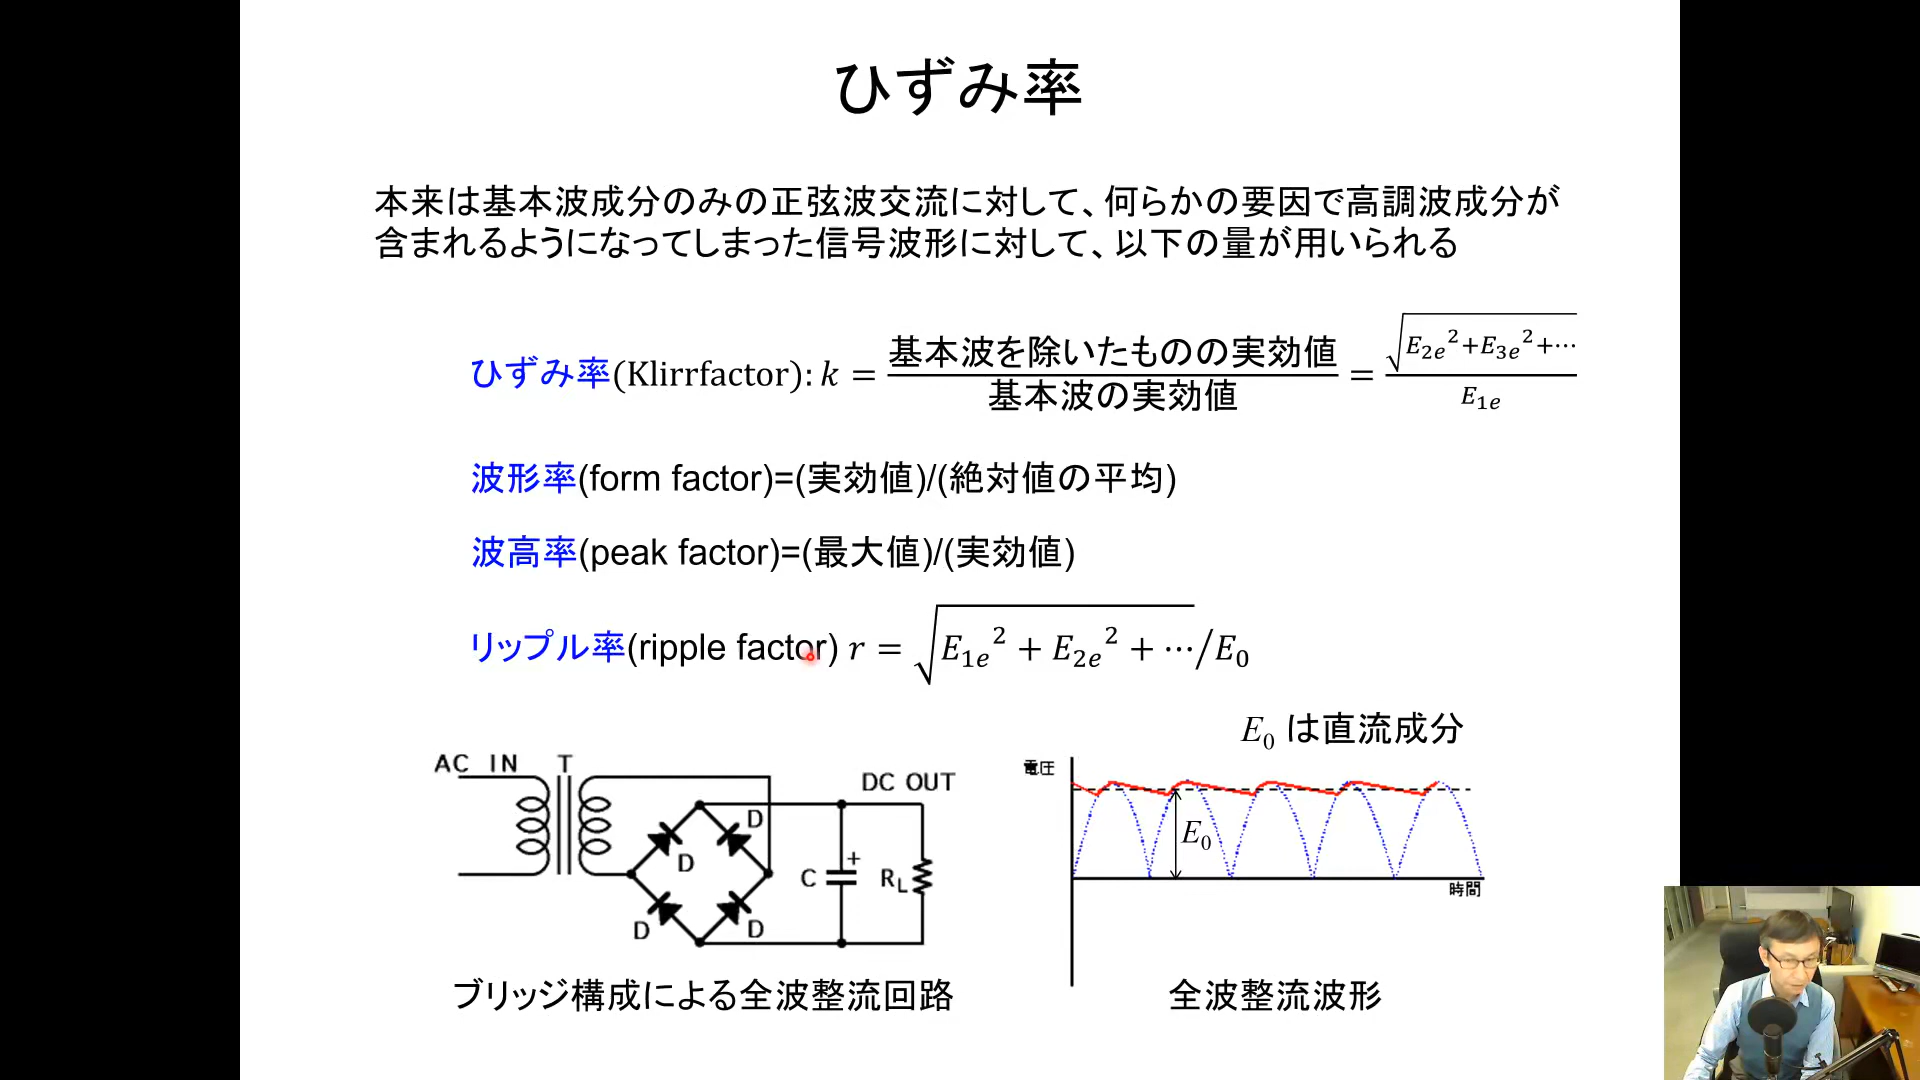 ひずみ率
本来は基本波成分のみの正弦波交流に対して、何らかの要因で高調波成分が
含まれるようになってしまった信号波形に対して、以下の量が用いられる
ひずみ率(Klirrfactor): k = 基本波を除いたものの実効値/基本波の実効値 = √(E₂ₑ²+E₃ₑ²+⋯)/E₁ₑ
波形率(form factor)=(実効値)/(絶対値の平均)
波高率(peak factor)=(最大値)/(実効値)
リップル率(ripple factor) r = √(E₁ₑ² + E₂ₑ² + ⋯)/E₀
E₀ は直流成分
AC IN T
DC OUT
D
D
D
D
C +
R_L
ブリッジ構成による全波整流回路
電圧
E₀
時間
全波整流波形